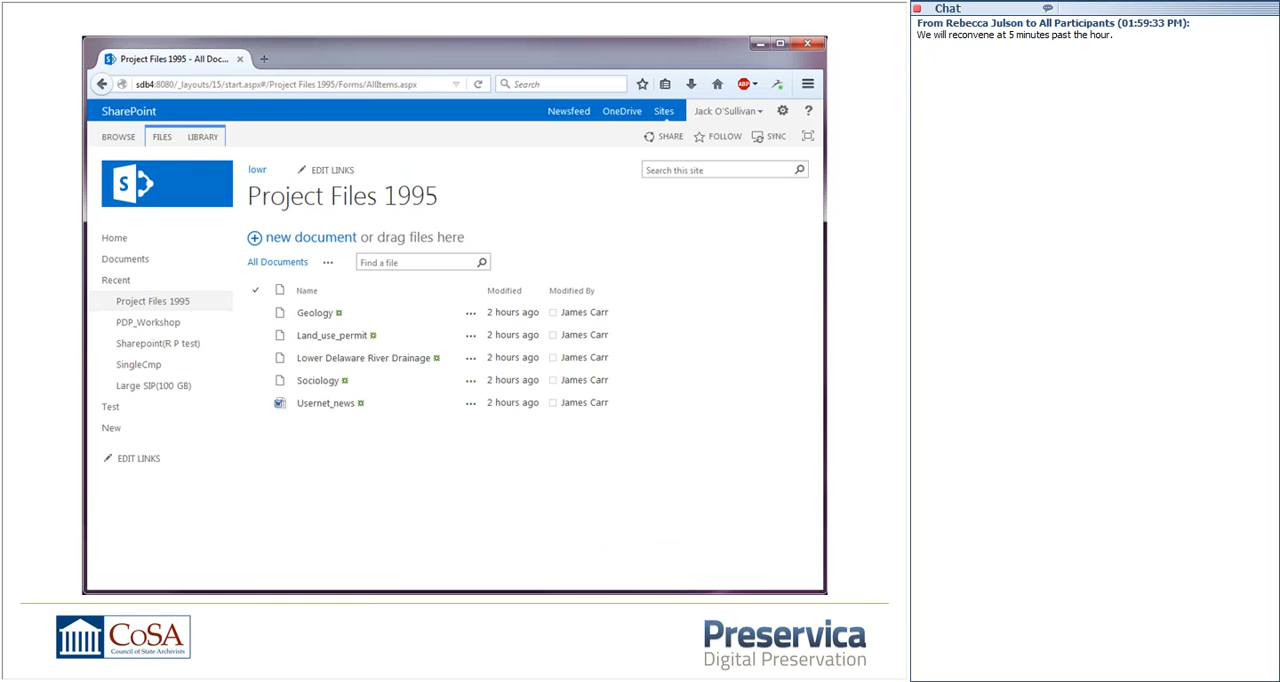 Project Files 1995 - All Doc...
sdb4:8080/_layouts/15/start.aspx#/Project Files 1995/Forms/AllItems.aspx
Search
ABP
SharePoint
Newsfeed OneDrive Sites Jack O'Sullivan ?
BROWSE FILES LIBRARY
SHARE FOLLOW SYNC
S
lowr EDIT LINKS
Search this site
Project Files 1995
new document or drag files here
All Documents ... Find a file
Name Modified Modified By
Geology ... 2 hours ago James Carr
Land_use_permit ... 2 hours ago James Carr
Lower Delaware River Drainage ... 2 hours ago James Carr
Sociology ... 2 hours ago James Carr
Usernet_news ... 2 hours ago James Carr
Home
Documents
Recent
Project Files 1995
PDP_Workshop
Sharepoint(R P test)
SingleCmp
Large SIP(100 GB)
Test
New
EDIT LINKS
CoSA
Council of State Archivists
Preservica
Digital Preservation
Chat
From Rebecca Julson to All Participants (01:59:33 PM):
We will reconvene at 5 minutes past the hour.